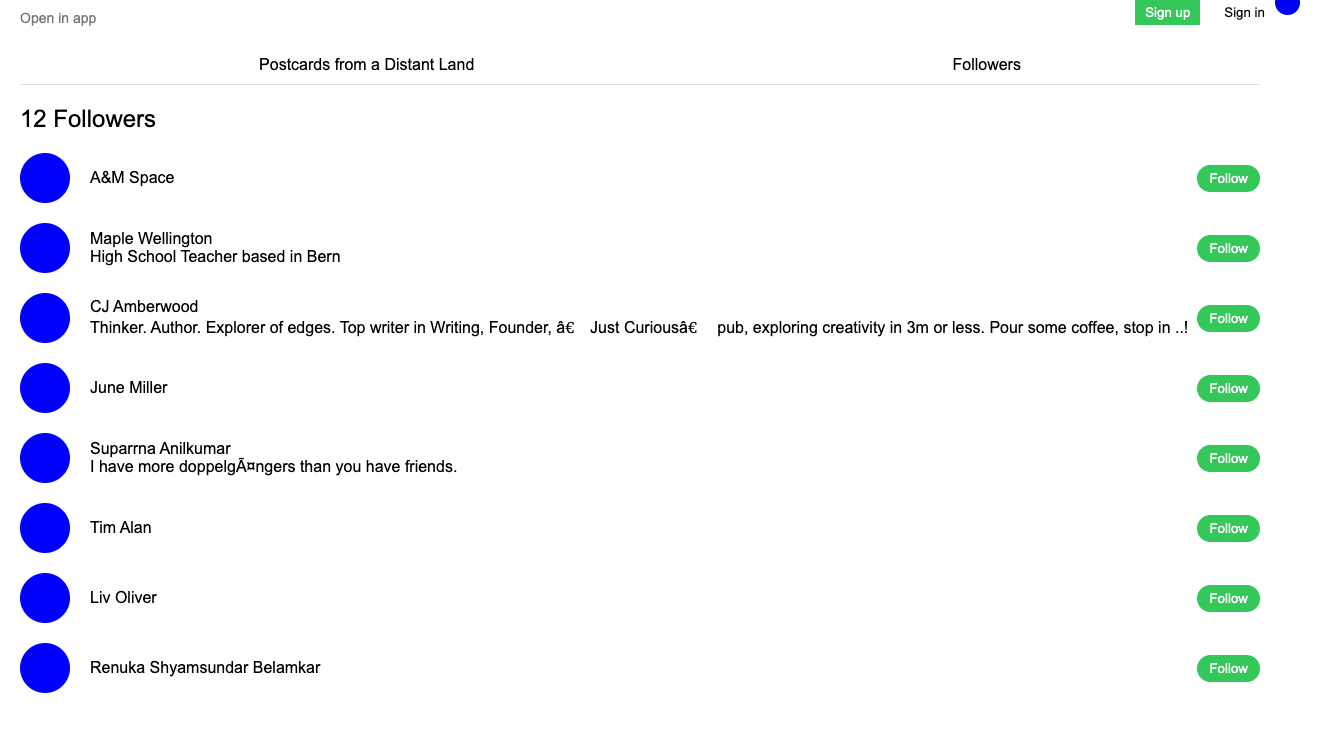 Open in app
Sign up
Sign in
Postcards from a Distant Land
Followers
12 Followers
A&M Space
Follow
Maple Wellington
High School Teacher based in Bern
Follow
CJ Amberwood
Thinker. Author. Explorer of edges. Top writer in Writing, Founder, â€ Just Curiousâ€ pub, exploring creativity in 3m or less. Pour some coffee, stop in ..!
Follow
June Miller
Follow
Suparrna Anilkumar
I have more doppelgÃ¤ngers than you have friends.
Follow
Tim Alan
Follow
Liv Oliver
Follow
Renuka Shyamsundar Belamkar
Follow